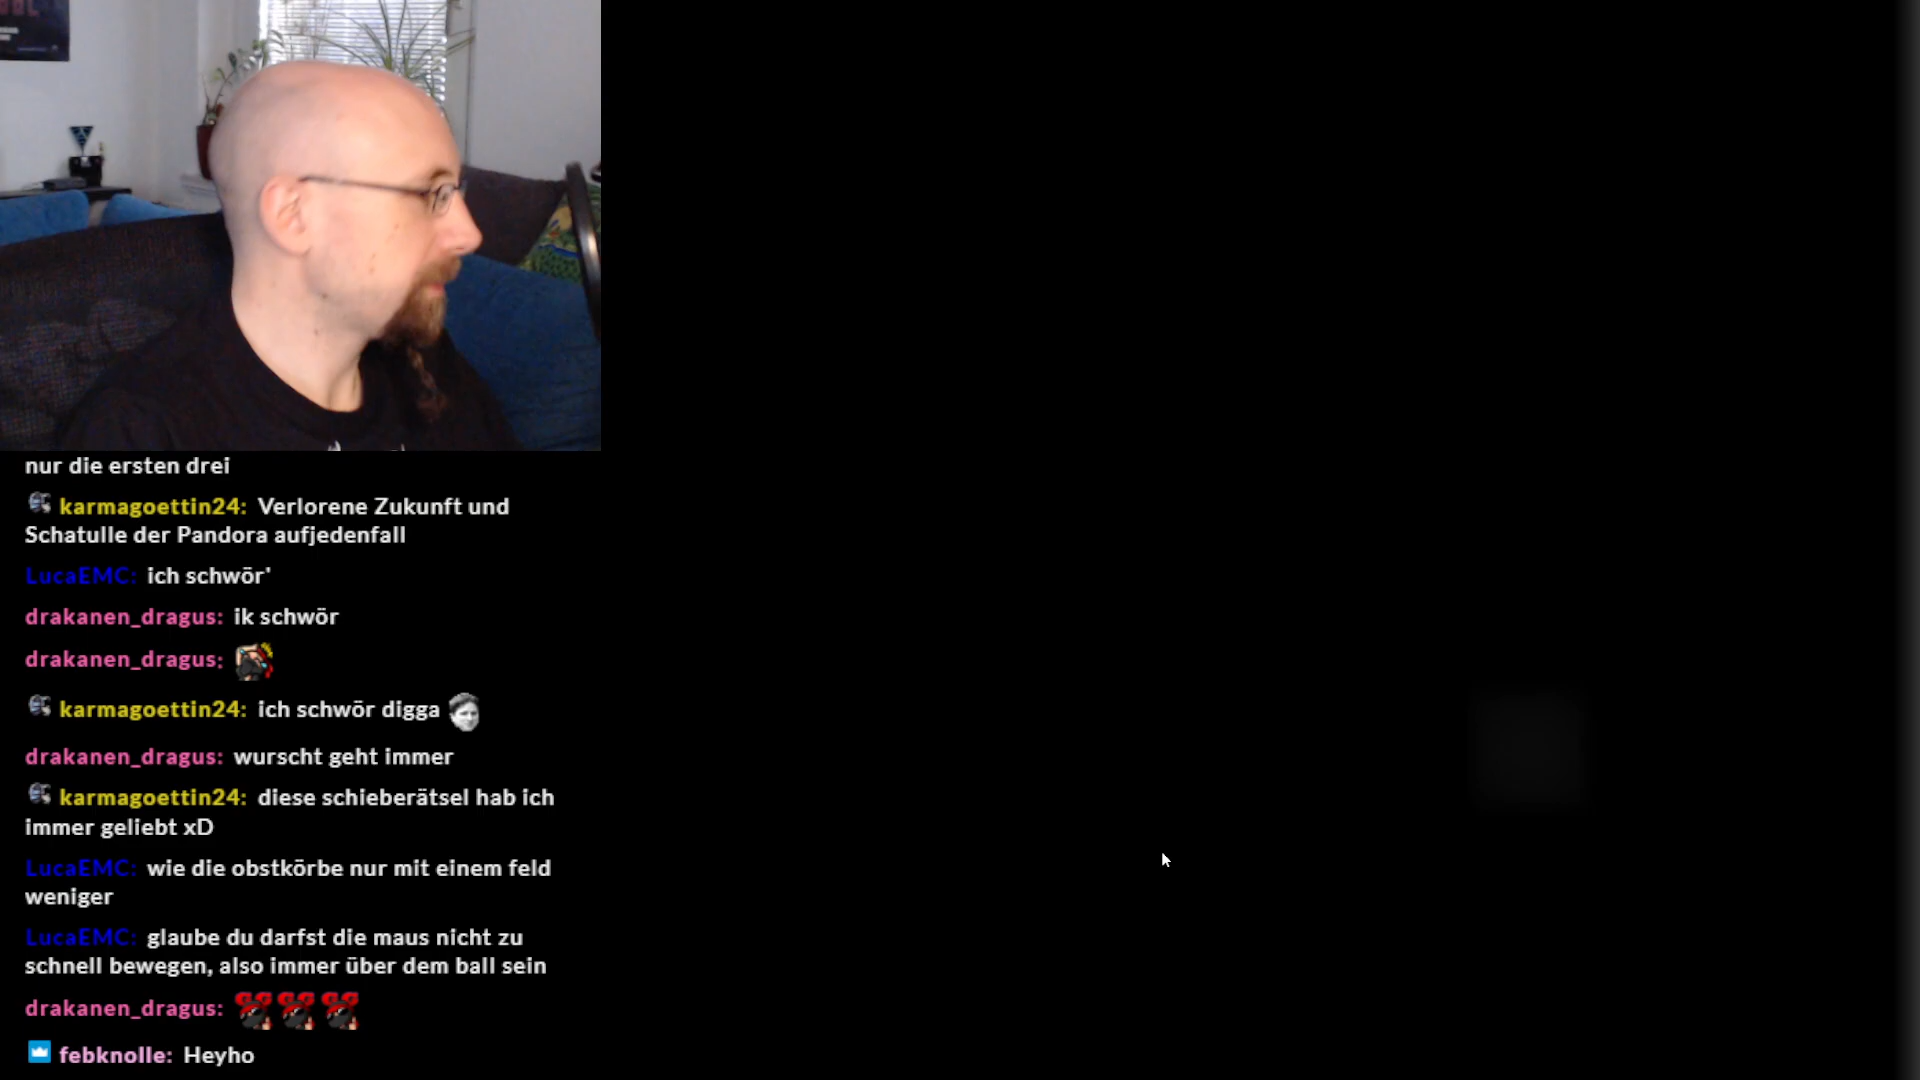 nur die ersten drei
karmagoettin24: Verlorene Zukunft und
Schatulle der Pandora aufjedenfall
LucaEMC: ich schwör'
drakanen_dragus: ik schwör
drakanen_dragus:
karmagoettin24: ich schwör digga
drakanen_dragus: wurscht geht immer
karmagoettin24: diese schieberätsel hab ich
immer geliebt xD
LucaEMC: wie die obstkörbe nur mit einem feld
weniger
LucaEMC: glaube du darfst die maus nicht zu
schnell bewegen, also immer über dem ball sein
drakanen_dragus:
febknolle: Heyho